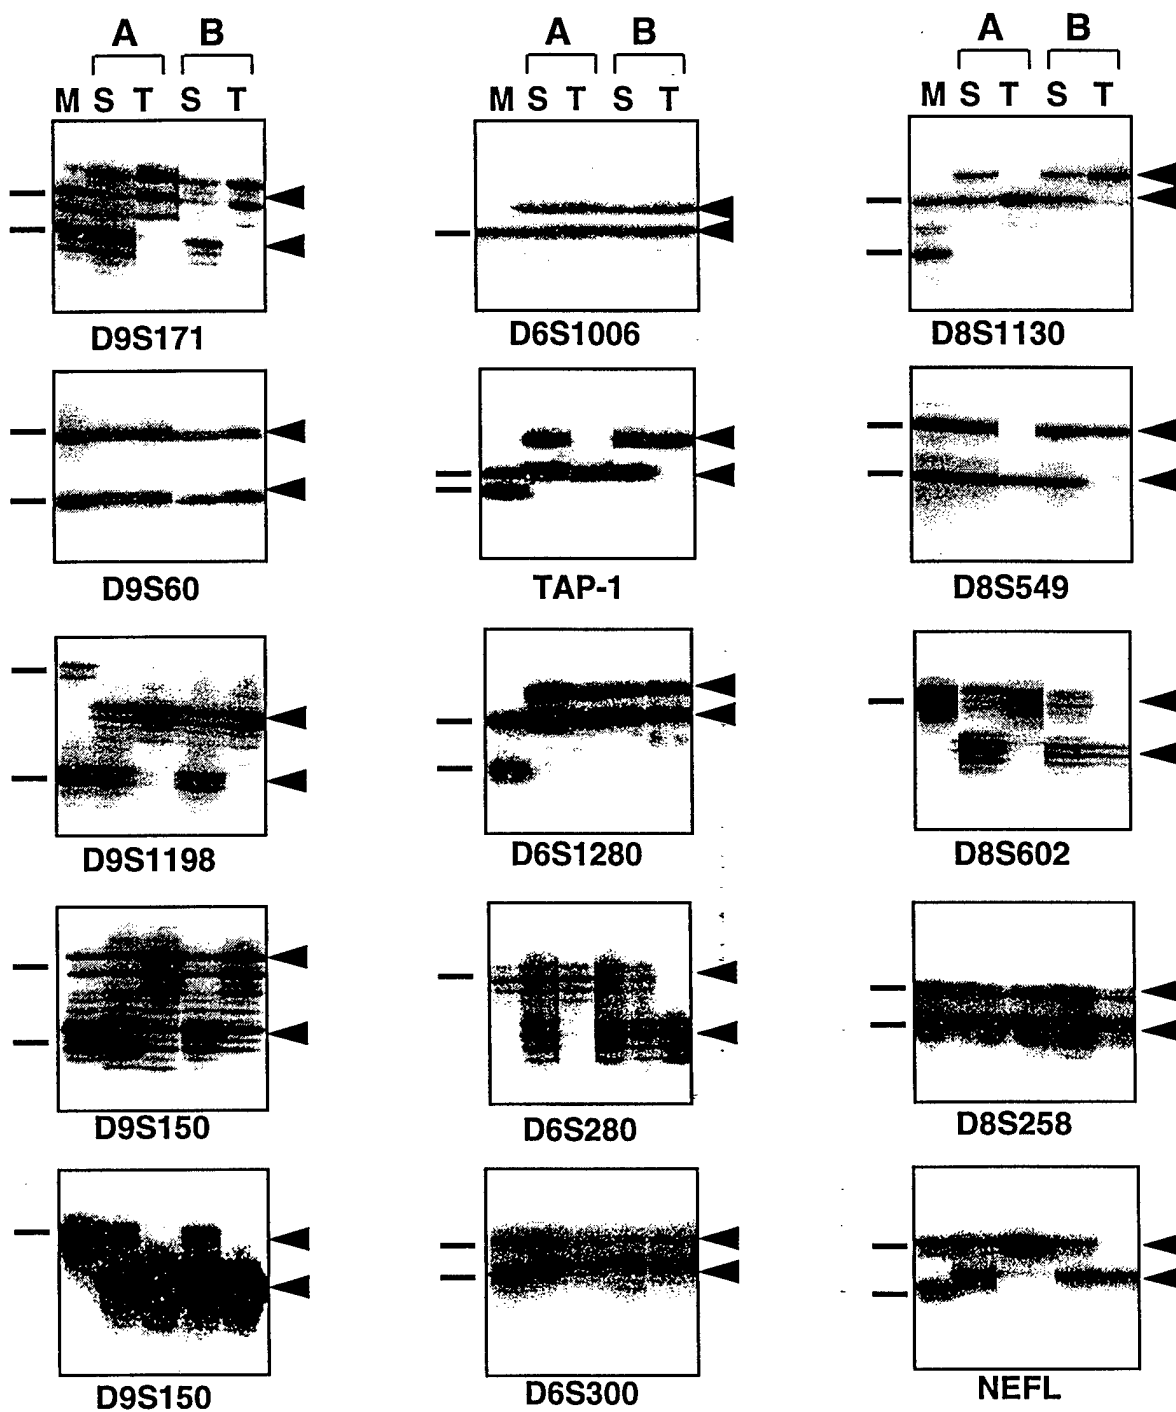 A B
M S T S T
A B
M S T S T
A B
M S T S T
D9S171
D6S1006
D8S1130
D9S60
TAP-1
D8S549
D9S1198
D6S1280
D8S602
D9S150
D6S280
D8S258
D9S150
D6S300
NEFL